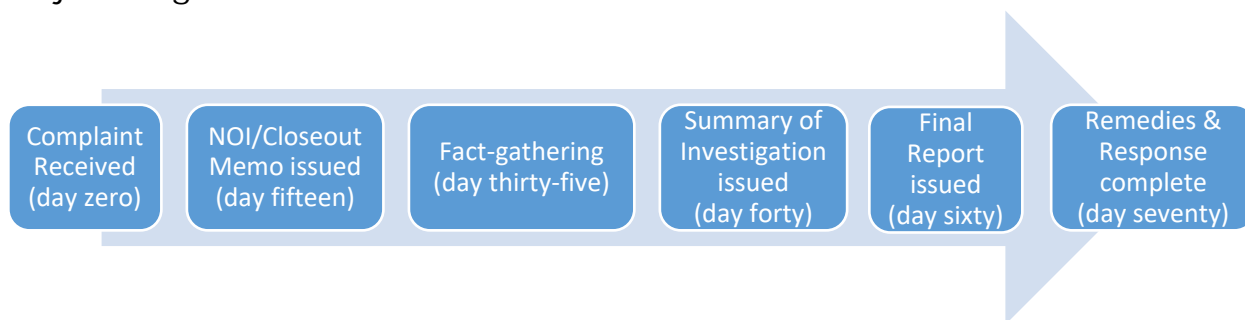 Complaint
Received
(day zero)
NOI/Closeout
Memo issued
(day fifteen)
Fact-gathering
(day thirty-five)
Summary of
Investigation
issued
(day forty)
Final
Report
issued
(day sixty)
Remedies &
Response
complete
(day seventy)